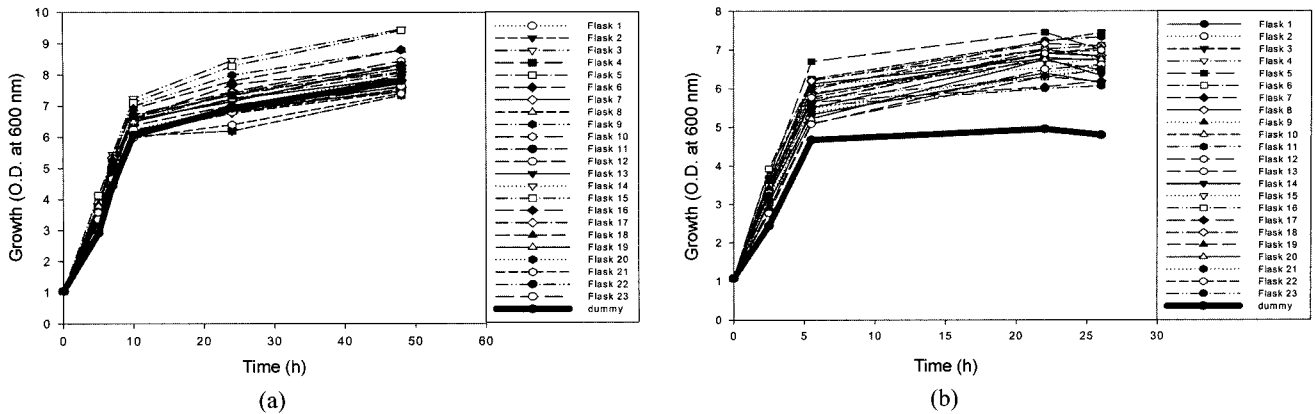 Growth (O.D. at 600 nm)
10
9
8
7
6
5
4
3
2
1
0
0
10
20
30
40
50
60
Time (h)
Flask 1
Flask 2
Flask 3
Flask 4
Flask 5
Flask 6
Flask 7
Flask 8
Flask 9
Flask 10
Flask 11
Flask 12
Flask 13
Flask 14
Flask 15
Flask 16
Flask 17
Flask 18
Flask 19
Flask 20
Flask 21
Flask 22
Flask 23
dummy
(a)
Growth (O.D. at 600 nm)
8
7
6
5
4
3
2
1
0
0
5
10
15
20
25
30
Time (h)
Flask 1
Flask 2
Flask 3
Flask 4
Flask 5
Flask 6
Flask 7
Flask 8
Flask 9
Flask 10
Flask 11
Flask 12
Flask 13
Flask 14
Flask 15
Flask 16
Flask 17
Flask 18
Flask 19
Flask 20
Flask 21
Flask 22
Flask 23
dummy
(b)